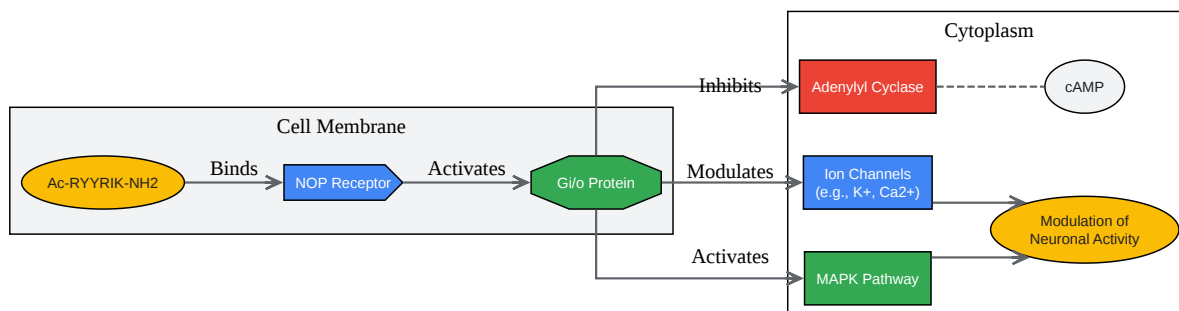 Cytoplasm
Inhibits
Adenylyl Cyclase
cAMP
Cell Membrane
Ac-RYYRIK-NH2
Binds
NOP Receptor
Activates
Gi/o Protein
Modulates
Ion Channels
(e.g., K+, Ca2+)
Modulation of
Neuronal Activity
Activates
MAPK Pathway